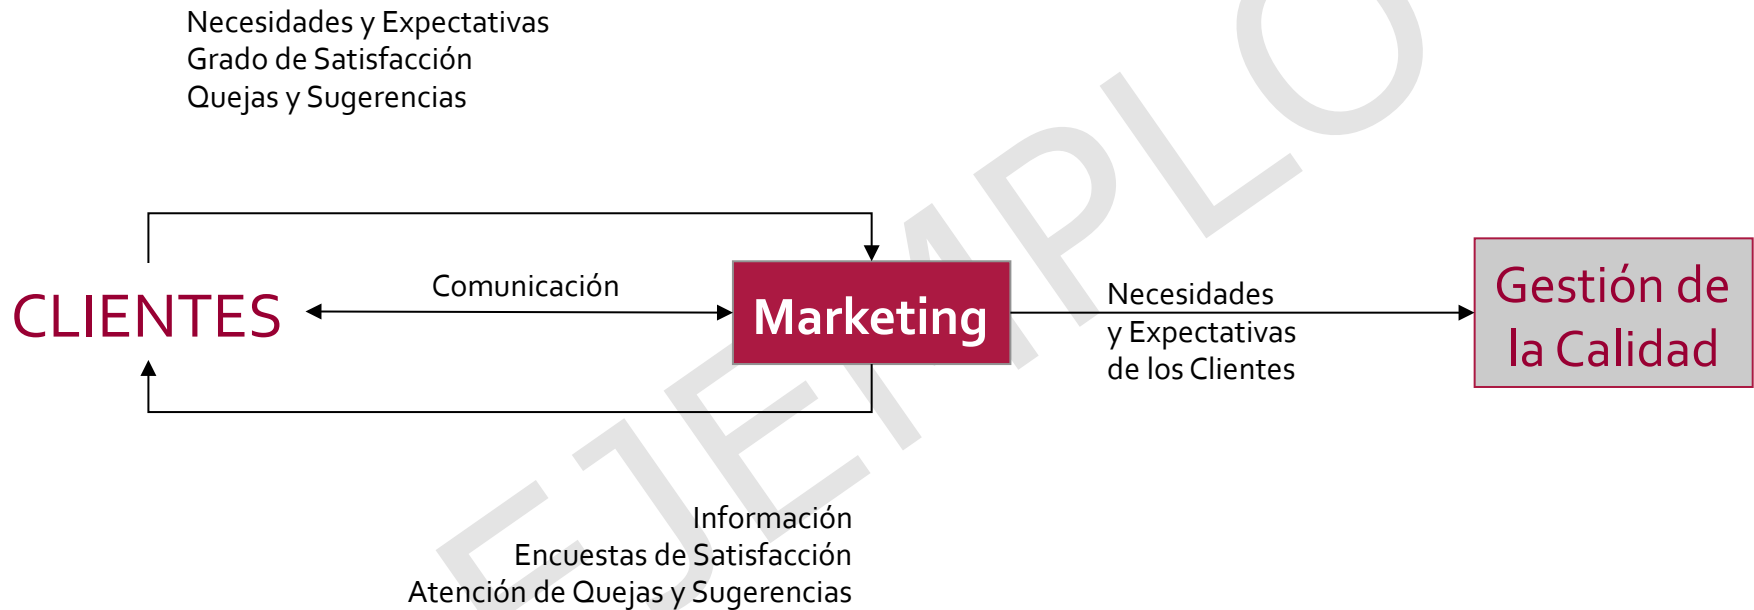 Necesidades y Expectativas
Grado de Satisfacción
Quejas y Sugerencias
Comunicación
CLIENTES
Marketing
Necesidades
y Expectativas
de los Clientes
Gestión de
la Calidad
Información
Encuestas de Satisfacción
Atención de Quejas y Sugerencias
EJEMPLO